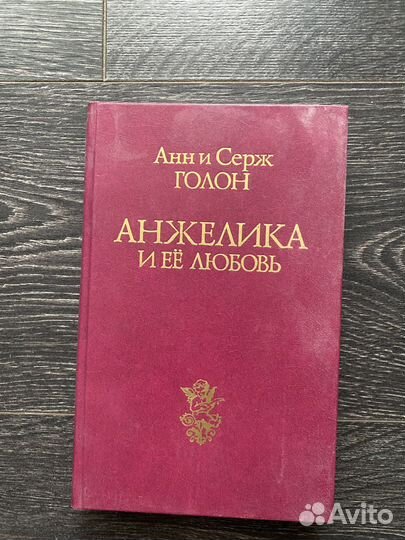 Анн и Серж
ГОЛОН
АНЖЕЛИКА
И ЕЁ ЛЮБОВЬ
Avito